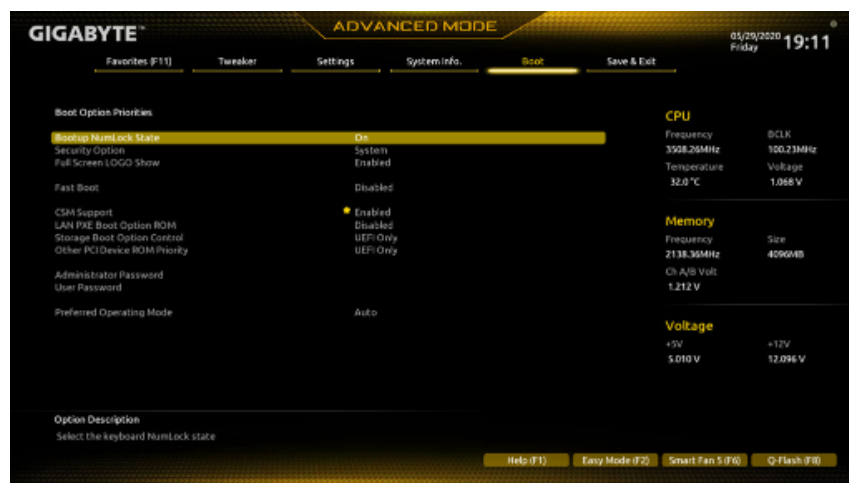 GIGABYTE™
ADVANCED MODE
05/29/2020
Friday
19:11
Favorites (F11) Tweaker Settings System Info. Boot Save & Exit
Boot Option Priorities
Bootup NumLock State On
Security Option System
Full Screen LOGO Show Enabled
Fast Boot Disabled
CSM Support Enabled
LAN PXE Boot Option ROM Disabled
Storage Boot Option Control UEFI Only
Other PCI Device ROM Priority UEFI Only
Administrator Password
User Password
Preferred Operating Mode Auto
CPU
Frequency BCLK
3508.26MHz 100.23MHz
Temperature Voltage
32.0 °C 1.068 V
Memory
Frequency Size
2138.36MHz 4096MB
Ch A/B Volt
1.212 V
Voltage
+5V +12V
5.010 V 12.096 V
Option Description
Select the keyboard NumLock state
Help (F1) Easy Mode (F2) Smart Fan 5 (F6) Q-Flash (F8)